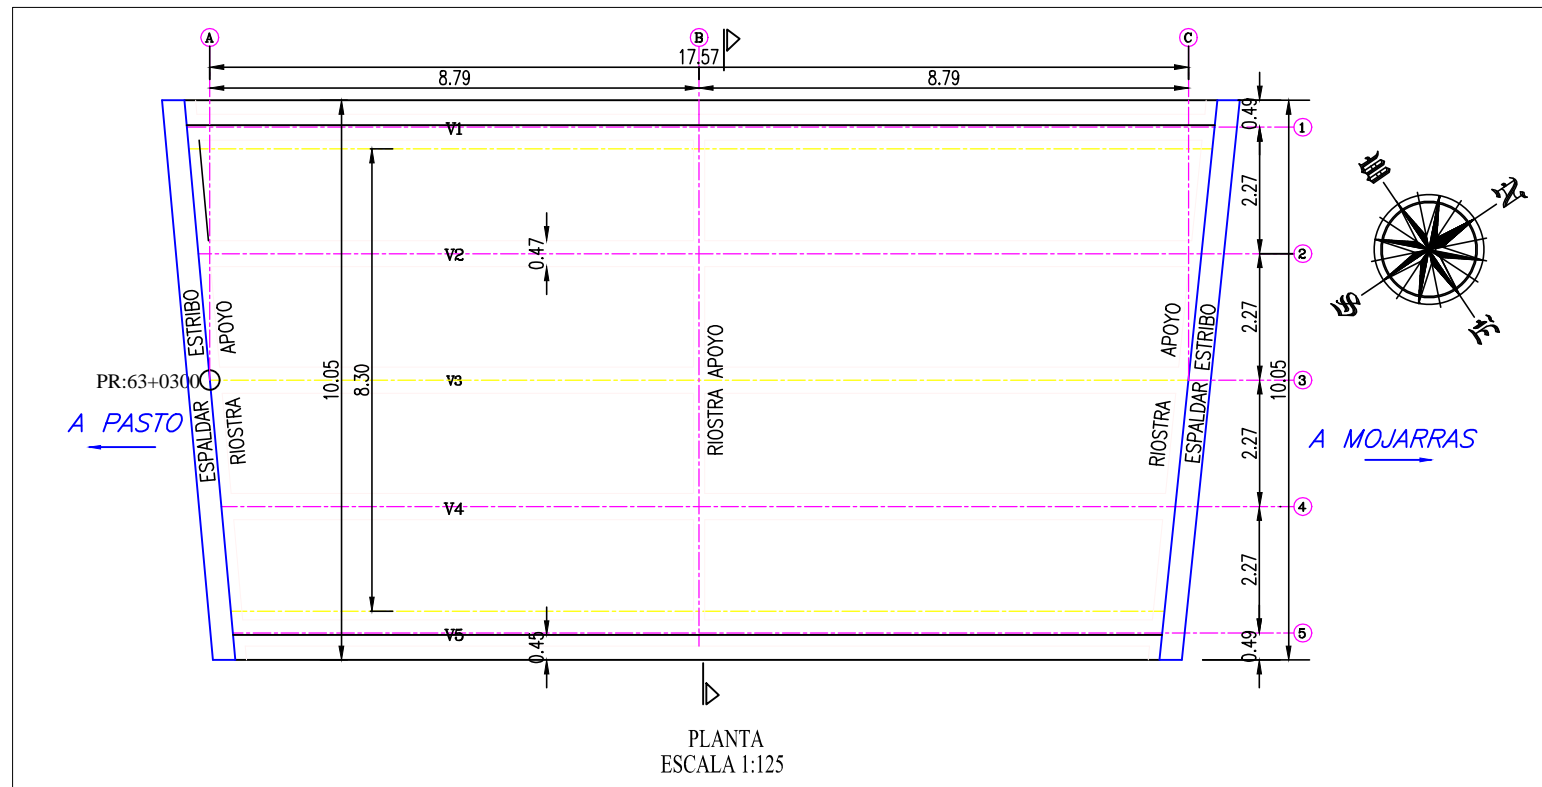 A
B
C
17.57
8.79
8.79
0.49
V1
1
2.27
0.47
V2
2
ESTRIBO
APOYO
2.27
RIOSTRA APOYO
APOYO
ESTRIBO
10.05
8.30
PR:63+0300
V3
3
10.05
A PASTO
ESPALDAR
RIOSTRA
RIOSTRA
ESPALDAR
2.27
A MOJARRAS
V4
4
2.27
V5
5
0.45
0.49
PLANTA
ESCALA 1:125